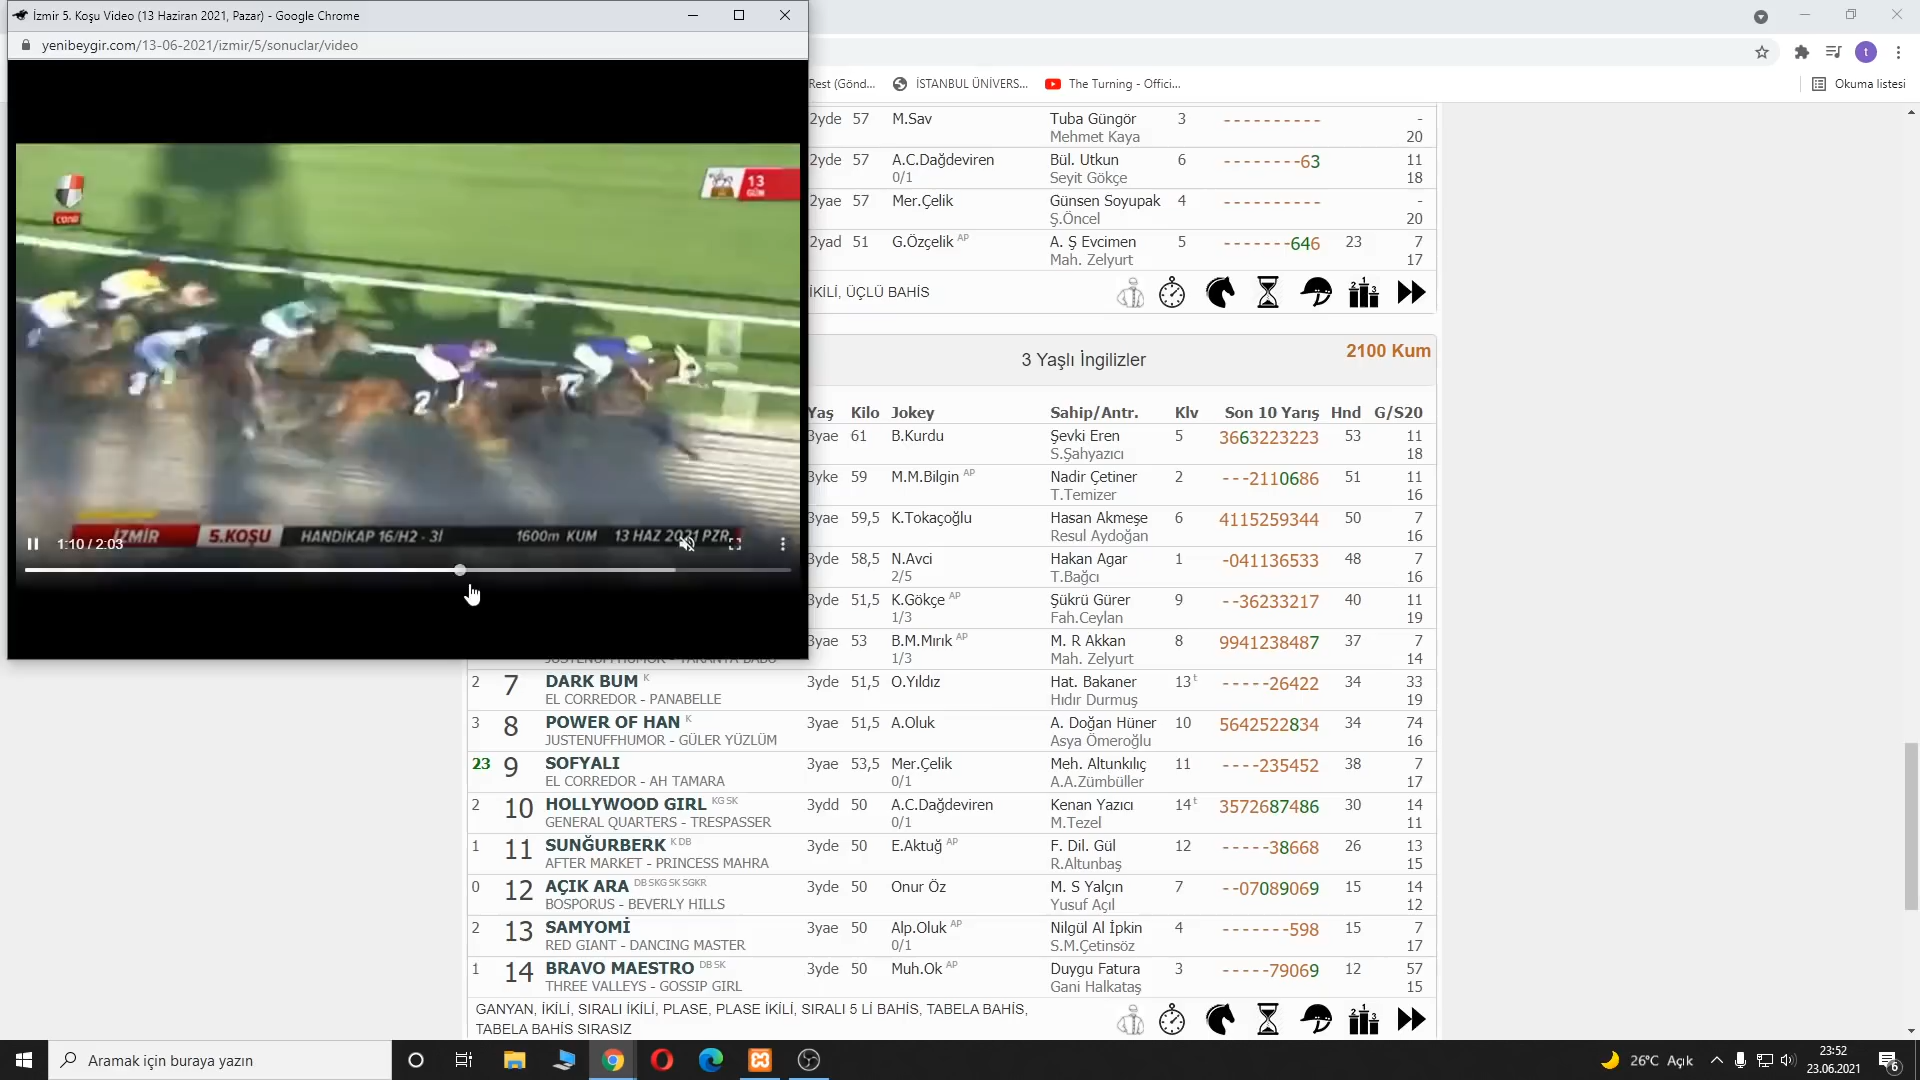 İzmir 5. Koşu Video (13 Haziran 2021, Pazar) - Google Chrome
yenibeygir.com/13-06-2021/izmir/5/sonuclar/video
t
Rest (Gönd... İSTANBUL ÜNİVERS... The Turning - Offici... Okuma listesi
13
GÜN
CANLI
2
İZMİR 5.KOŞU HANDİKAP 16/H2 - 3İ 1600m KUM 13 HAZ 2021 PZR
1:10 / 2:03
2yde 57 M.Sav Tuba Güngör 3 - - - - - - - - - - -
Mehmet Kaya 20
2yde 57 A.C.Dağdeviren Bül. Utkun 6 - - - - - - - -63 11
0/1 Seyit Gökçe 18
2yae 57 Mer.Çelik Günsen Soyupak 4 - - - - - - - - - - -
Ş.Öncel 20
2yad 51 G.Özçelik AP A. Ş Evcimen 5 - - - - - - -646 23 7
Mah. Zelyurt 17
İKİLİ, ÜÇLÜ BAHİS
3 Yaşlı İngilizler 2100 Kum
Yaş Kilo Jokey Sahip/Antr. Klv Son 10 Yarış Hnd G/S20
3yae 61 B.Kurdu Şevki Eren 5 3663223223 53 11
S.Şahyazıcı 18
3yke 59 M.M.Bilgin AP Nadir Çetiner 2 - - -2110686 51 11
T.Temizer 16
3yae 59,5 K.Tokaçoğlu Hasan Akmeşe 6 4115259344 50 7
Resul Aydoğan 16
3yde 58,5 N.Avci Hakan Agar 1 -041136533 48 7
2/5 T.Bağcı 16
3yde 51,5 K.Gökçe AP Şükrü Gürer 9 - -36233217 40 11
1/3 Fah.Ceylan 19
3yae 53 B.M.Mırık AP M. R Akkan 8 9941238487 37 7
1/3 Mah. Zelyurt 14
2 7 DARK BUM K 3yde 51,5 O.Yıldız Hat. Bakaner 13t - - - - -26422 34 33
EL CORREDOR - PANABELLE Hıdır Durmuş 19
3 8 POWER OF HAN K 3yae 51,5 A.Oluk A. Doğan Hüner 10 5642522834 34 74
JUSTENUFFHUMOR - GÜLER YÜZLÜM Asya Ömeroğlu 16
23 9 SOFYALI 3yae 53,5 Mer.Çelik Meh. Altunkılıç 11 - - - -235452 38 7
EL CORREDOR - AH TAMARA 0/1 A.A.Zümbüller 17
2 10 HOLLYWOOD GIRL KG SK 3ydd 50 A.C.Dağdeviren Kenan Yazıcı 14t 3572687486 30 14
GENERAL QUARTERS - TRESPASSER 0/1 M.Tezel 11
1 11 SUNĞURBERK K DB 3yde 50 E.Aktuğ AP F. Dil. Gül 12 - - - - -38668 26 13
AFTER MARKET - PRINCESS MAHRA R.Altunbaş 15
0 12 AÇIK ARA DB SKG SK SGKR 3yde 50 Onur Öz M. S Yalçın 7 - -07089069 15 14
BOSPORUS - BEVERLY HILLS Yusuf Açıl 12
2 13 SAMYOMİ 3yae 50 Alp.Oluk AP Nilgül Al İpkin 4 - - - - - - -598 15 7
RED GIANT - DANCING MASTER 0/1 S.M.Çetinsöz 17
1 14 BRAVO MAESTRO DB SK 3yde 50 Muh.Ok AP Duygu Fatura 3 - - - - -79069 12 57
THREE VALLEYS - GOSSIP GIRL Gani Halkataş 15
GANYAN, İKİLİ, SIRALI İKİLİ, PLASE, PLASE İKİLİ, SIRALI 5 Lİ BAHİS, TABELA BAHİS,
TABELA BAHİS SIRASIZ
Aramak için buraya yazın 26°C Açık 23:52
23.06.2021 6